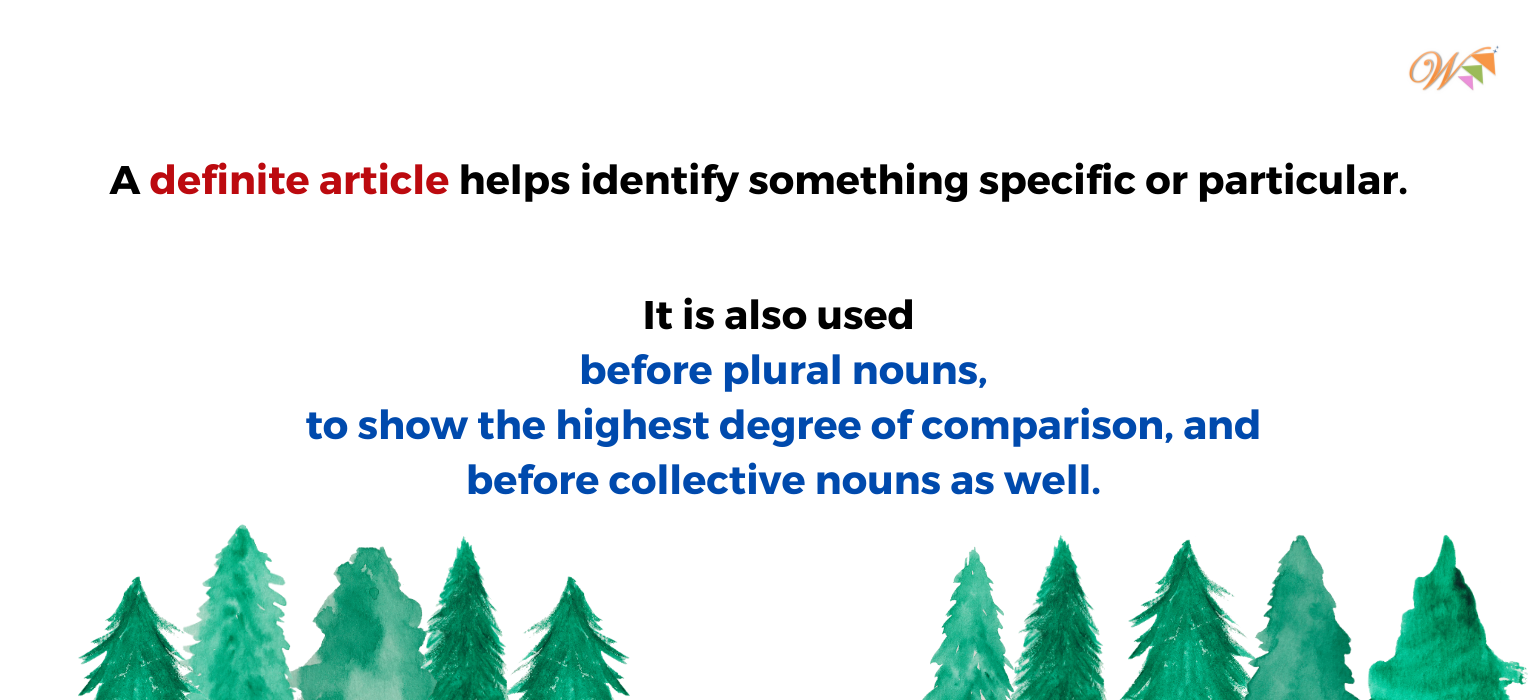 W
A definite article helps identify something specific or particular.
It is also used
before plural nouns,
to show the highest degree of comparison, and
before collective nouns as well.